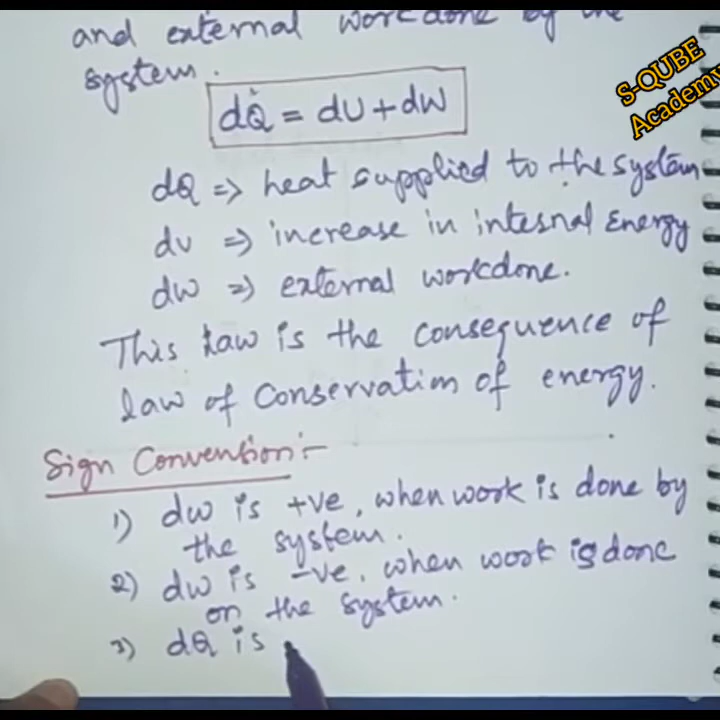 and external workdone by the
system.
S-QUBE
Academy
dQ = dU + dW
dQ => heat supplied to the system
dU => increase in internal Energy
dw => external workdone.
This Law is the consequence of
law of Conservation of energy.
Sign Convension:-
1) dw is +ve, when work is done by
the system.
2) dw is -ve, when work is done
on the system.
3) dQ is